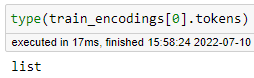 type(train_encodings[0].tokens)
executed in 17ms, finished 15:58:24 2022-07-10
list